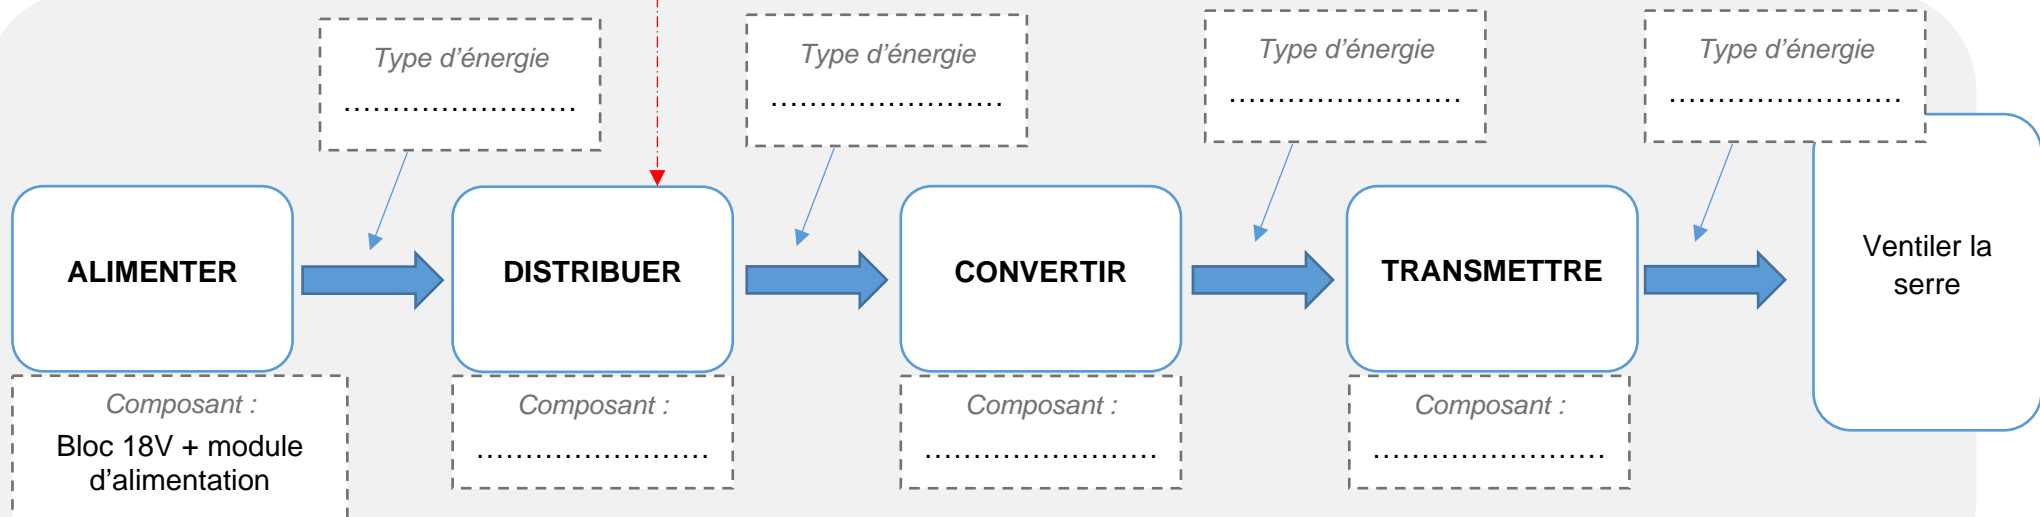 Type d'énergie
........................
Type d'énergie
........................
Type d'énergie
........................
Type d'énergie
........................
ALIMENTER
DISTRIBUER
CONVERTIR
TRANSMETTRE
Ventiler la
serre
Composant :
Bloc 18V + module
d'alimentation
Composant :
........................
Composant :
........................
Composant :
........................